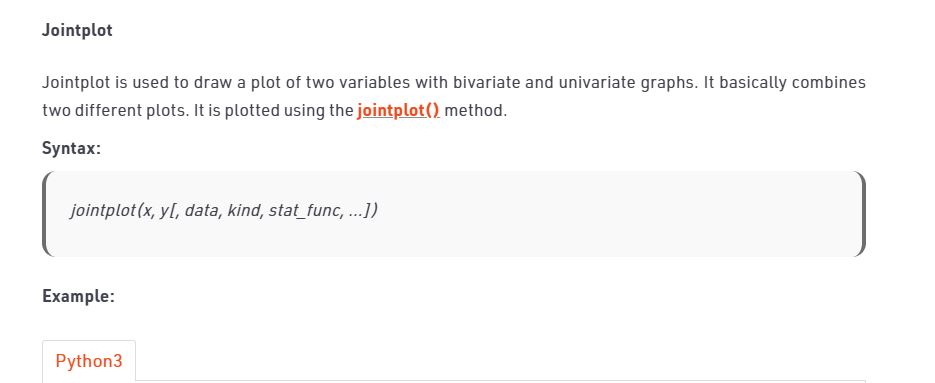 Jointplot
Jointplot is used to draw a plot of two variables with bivariate and univariate graphs. It basically combines
two different plots. It is plotted using the jointplot() method.
Syntax:
jointplot(x, y[, data, kind, stat_func, ...])
Example:
Python3